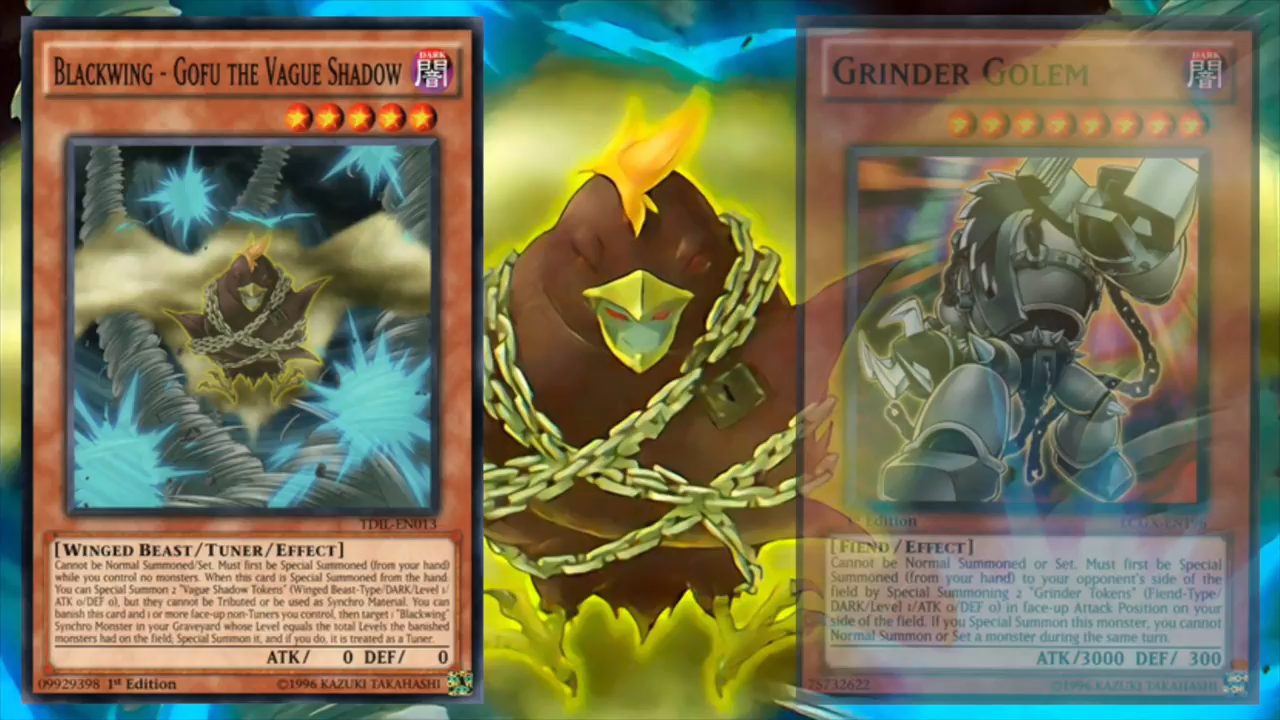 BLACKWING - GOFU THE VAGUE SHADOW
DARK
闇
TDIL-EN013
[WINGED BEAST/TUNER/EFFECT]
Cannot be Normal Summoned/Set. Must first be Special Summoned (from your hand)
while you control no monsters. When this card is Special Summoned from the hand:
You can Special Summon 2 "Vague Shadow Tokens" (Winged Beast-Type/DARK/Level 1/
ATK 0/DEF 0), but they cannot be Tributed or be used as Synchro Material. You can
banish this card and 1 or more face-up non-Tuners you control, then target 1 "Blackwing"
Synchro Monster in your Graveyard whose Level equals the total Levels the banished
monsters had on the field; Special Summon it, and if you do, it is treated as a Tuner.
ATK/ 0 DEF/ 0
09929398 1st Edition ©1996 KAZUKI TAKAHASHI
GRINDER GOLEM
DARK
闇
1st Edition
[FIEND/EFFECT]
Cannot be Normal Summoned or Set. Must first be Special
Summoned (from your hand) to your opponent's side of the
field by Special Summoning 2 "Grinder Tokens" (Fiend-Type/
DARK/Level 1/ATK 0/DEF 0) in face-up Attack Position on your
side of the field. If you Special Summon this monster, you cannot
Normal Summon or Set a monster during the same turn.
ATK/3000 DEF/ 300
75732622 ©1996 KAZUKI TAKAHASHI